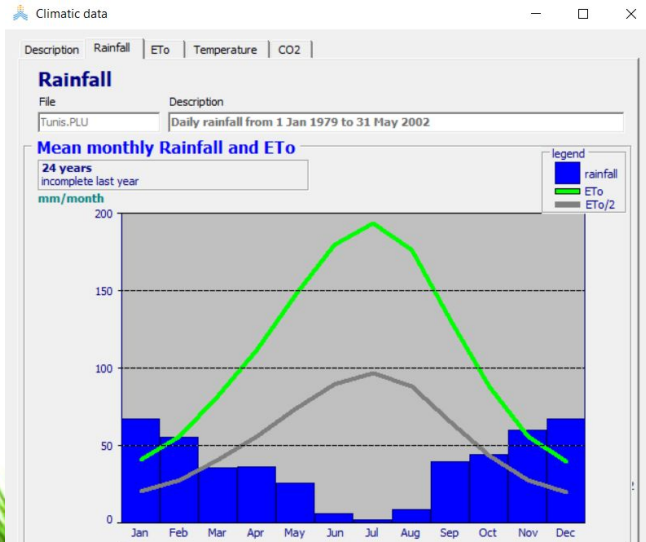 Climatic data
Description Rainfall ETo Temperature CO2
Rainfall
File Description
Tunis.PLU Daily rainfall from 1 Jan 1979 to 31 May 2002
Mean monthly Rainfall and ETo
24 years
incomplete last year
legend
rainfall
ETo
ETo/2
mm/month
200
150
100
50
0
Jan Feb Mar Apr May Jun Jul Aug Sep Oct Nov Dec